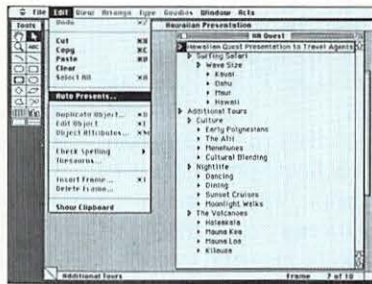 File Edit View Arrange Type Goodies Window Acts
Tools
Undo ⌘Z
Cut ⌘X
Copy ⌘C
Paste ⌘V
Clear
Select All ⌘A
Auto Presents...
Duplicate Object... ⌘D
Edit Object ⌘I
Object Attributes... ⌘M
Check Spelling
Thesaurus...
Insert Frame...
Delete Frame...
Show Clipboard
Hawaiian Presentation
HA Quest
Hawaiian Quest Presentation to Travel Agents
Surfing Safari
Wave Size
Kauai
Oahu
Maui
Hawaii
Additional Tours
Culture
Early Polynesians
The Alii
Menehunes
Cultural Blending
Nightlife
Dancing
Dining
Sunset Cruises
Moonlight Walks
The Volcanoes
Haleakala
Mauna Kea
Mauna Loa
Kilauea
Additional Tours
Frame 7 of 10